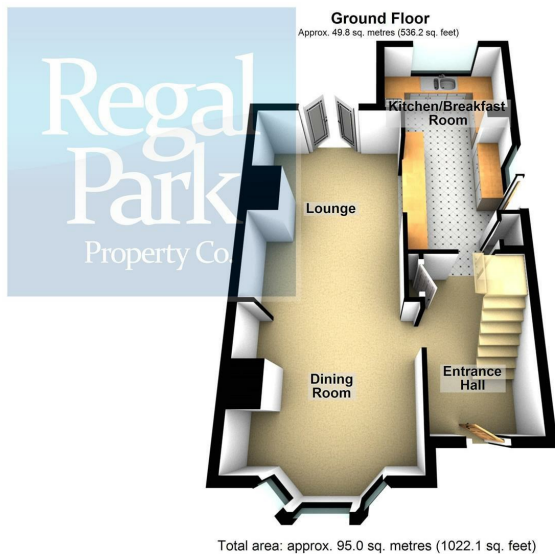 Ground Floor
Approx. 49.8 sq. metres (536.2 sq. feet)
Regal
Park
Property Co.
Kitchen/Breakfast
Room
Lounge
Dining
Room
Entrance
Hall
Total area: approx. 95.0 sq. metres (1022.1 sq. feet)